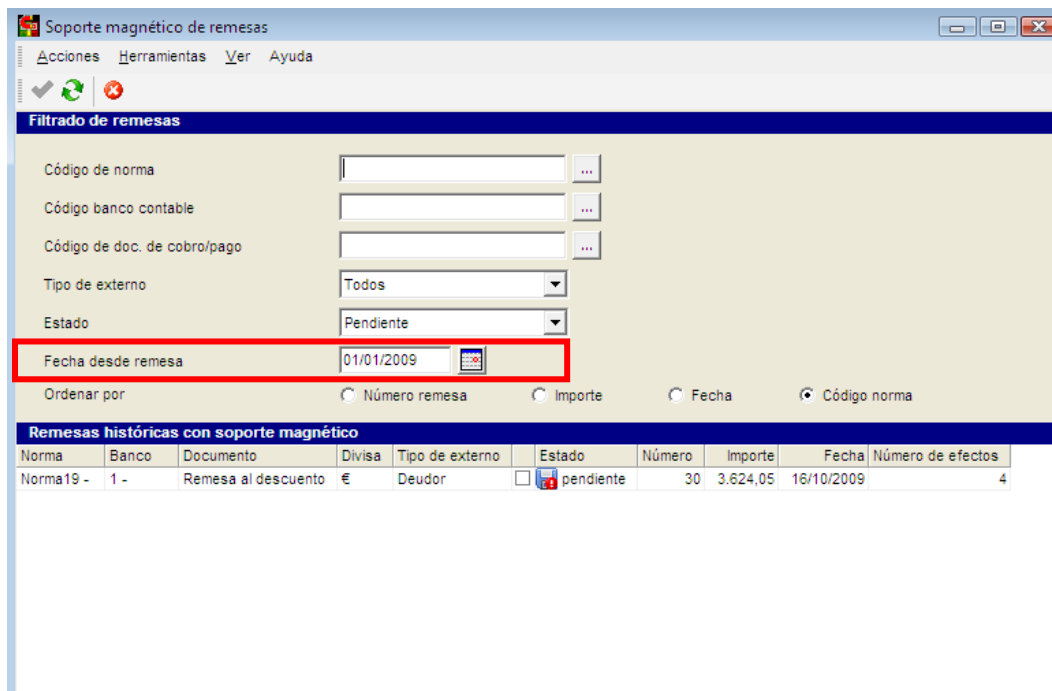 Soporte magnético de remesas
Acciones Herramientas Ver Ayuda
Filtrado de remesas
Código de norma ...
Código banco contable ...
Código de doc. de cobro/pago ...
Tipo de externo Todos
Estado Pendiente
Fecha desde remesa 01/01/2009
Ordenar por Número remesa Importe Fecha Código norma
Remesas históricas con soporte magnético
Norma Banco Documento Divisa Tipo de externo Estado Número Importe Fecha Número de efectos
Norma19 - 1 - Remesa al descuento € Deudor pendiente 30 3.624,05 16/10/2009 4